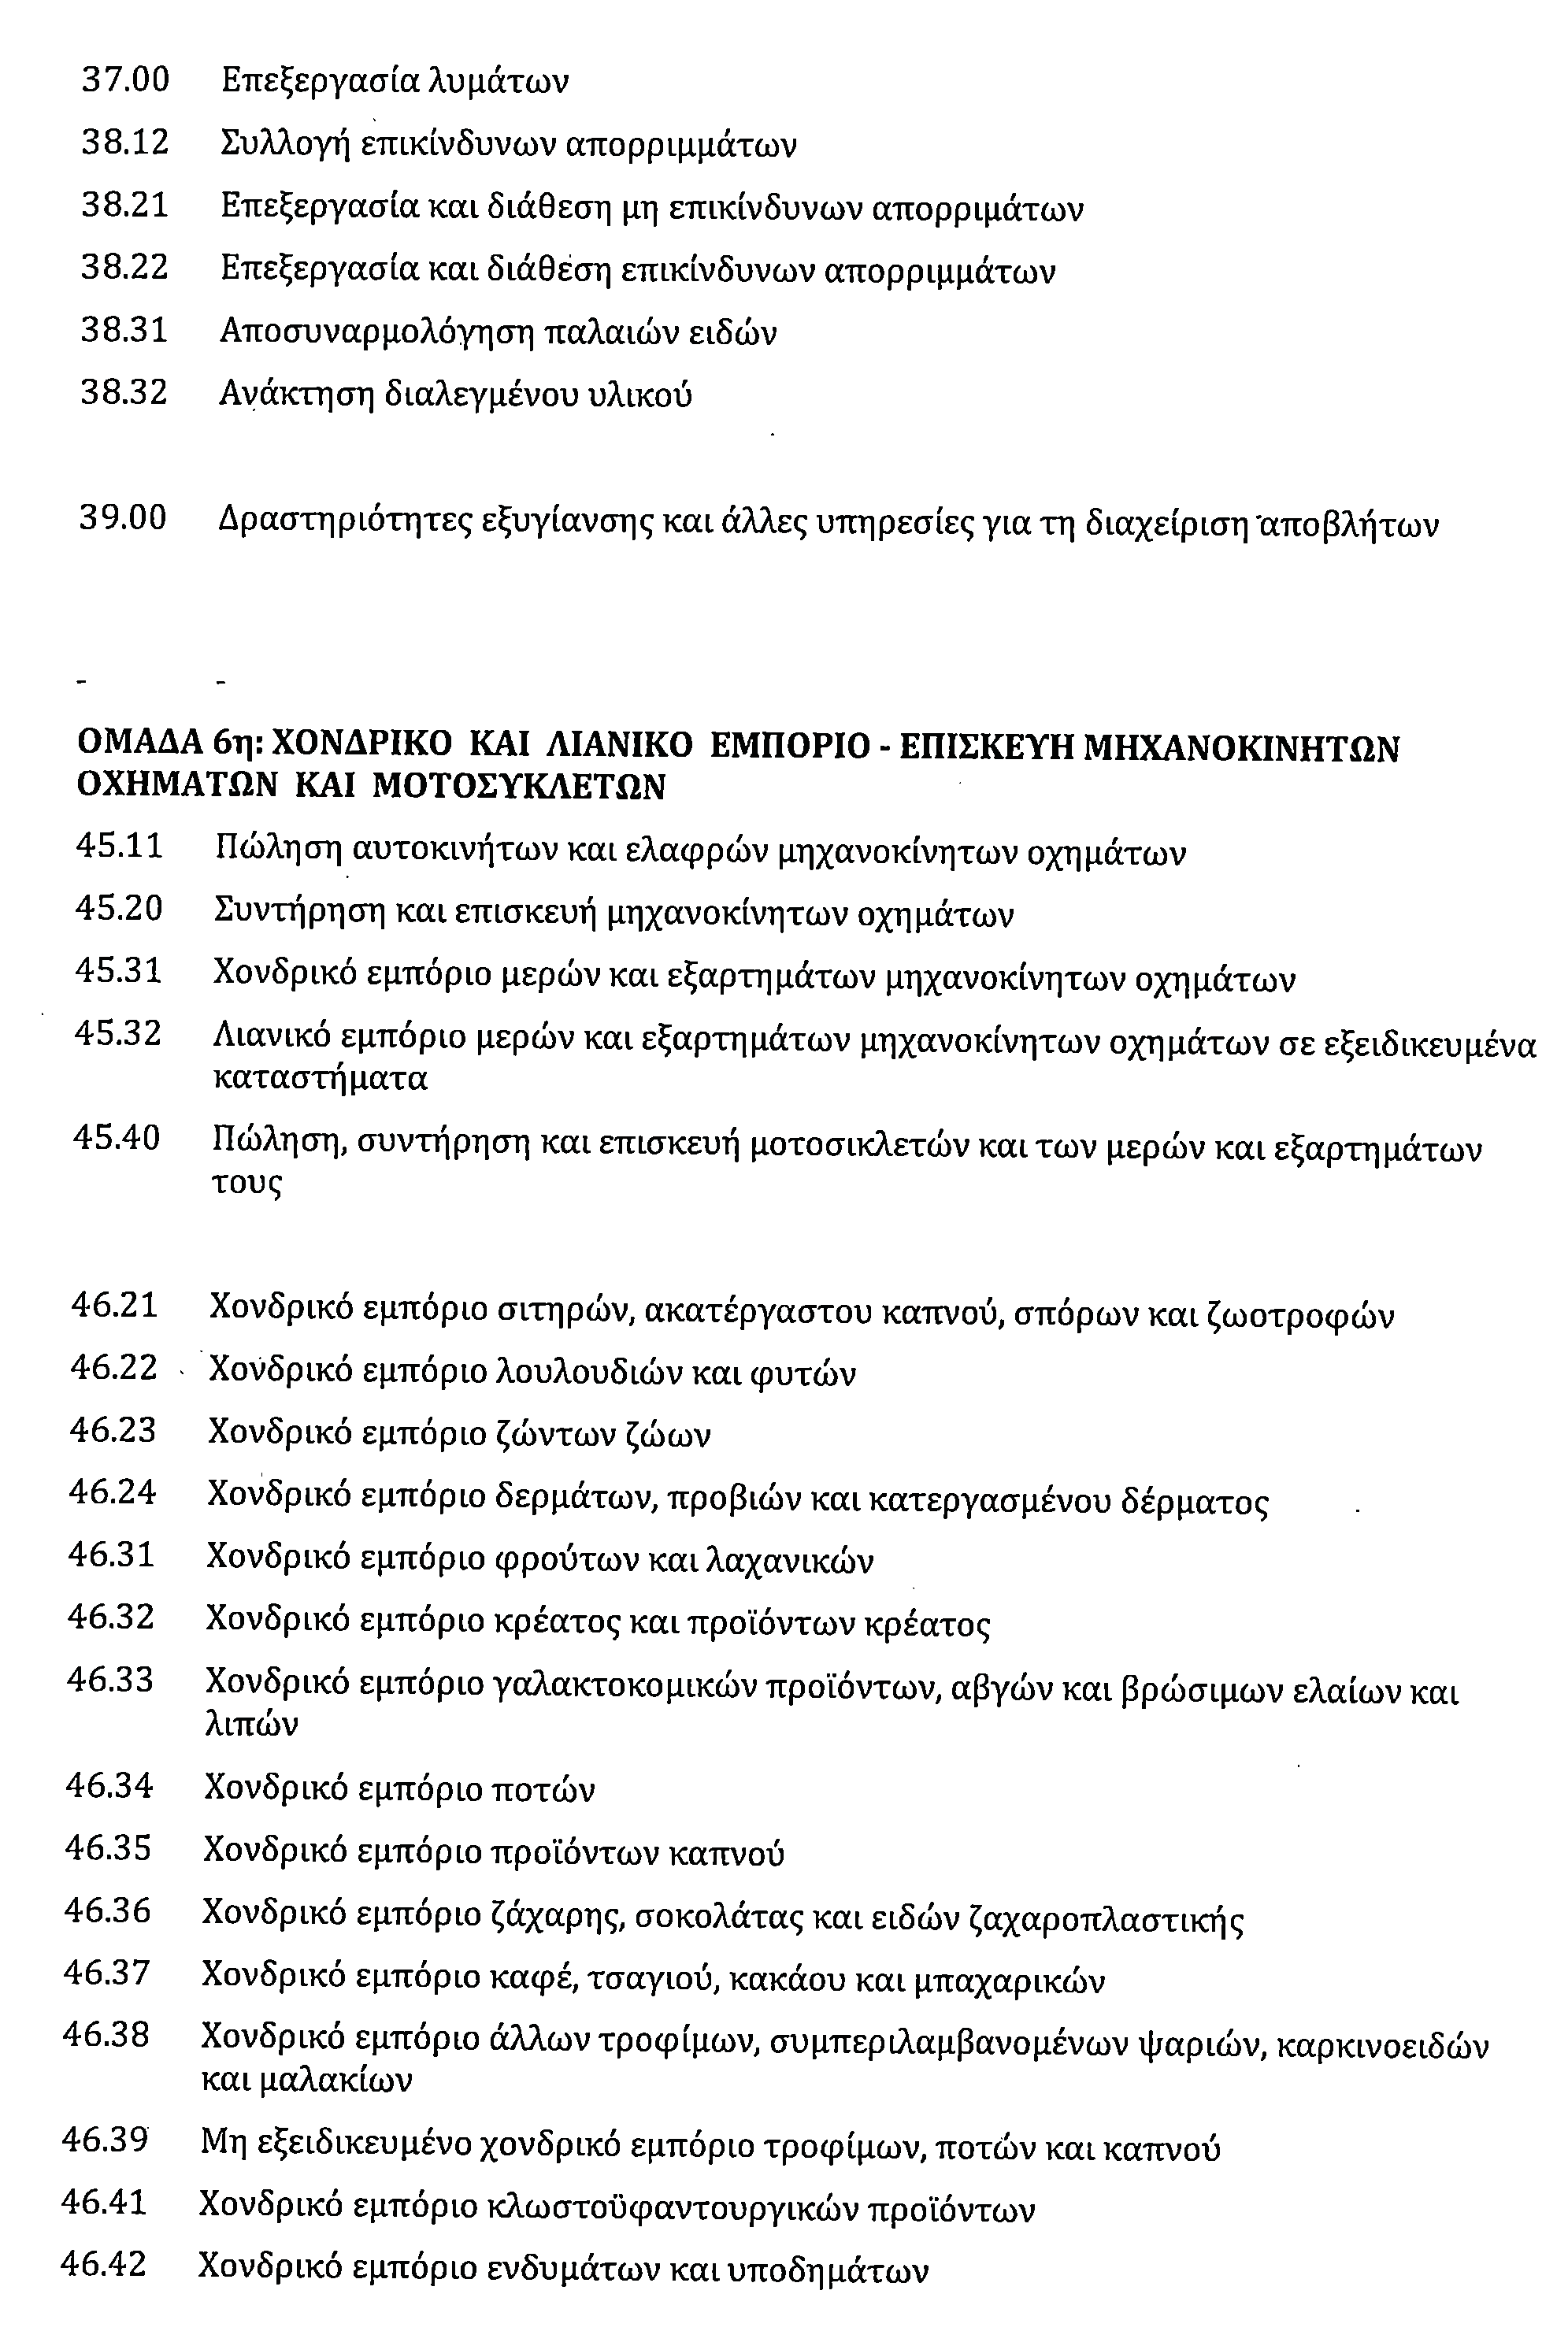 37.00 Επεξεργασία λυμάτων
38.12 Συλλογή επικίνδυνων απορριμμάτων
38.21 Επεξεργασία και διάθεση μη επικίνδυνων απορριμάτων
38.22 Επεξεργασία και διάθεση επικίνδυνων απορριμμάτων
38.31 Αποσυναρμολόγηση παλαιών ειδών
38.32 Ανάκτηση διαλεγμένου υλικού
39.00 Δραστηριότητες εξυγίανσης και άλλες υπηρεσίες για τη διαχείριση αποβλήτων
- -
ΟΜΑΔΑ 6η: ΧΟΝΔΡΙΚΟ ΚΑΙ ΛΙΑΝΙΚΟ ΕΜΠΟΡΙΟ - ΕΠΙΣΚΕΥΗ ΜΗΧΑΝΟΚΙΝΗΤΩΝ
ΟΧΗΜΑΤΩΝ ΚΑΙ ΜΟΤΟΣΥΚΛΕΤΩΝ
45.11 Πώληση αυτοκινήτων και ελαφρών μηχανοκίνητων οχημάτων
45.20 Συντήρηση και επισκευή μηχανοκίνητων οχημάτων
45.31 Χονδρικό εμπόριο μερών και εξαρτημάτων μηχανοκίνητων οχημάτων
45.32 Λιανικό εμπόριο μερών και εξαρτημάτων μηχανοκίνητων οχημάτων σε εξειδικευμένα
καταστήματα
45.40 Πώληση, συντήρηση και επισκευή μοτοσικλετών και των μερών και εξαρτημάτων
τους
46.21 Χονδρικό εμπόριο σιτηρών, ακατέργαστου καπνού, σπόρων και ζωοτροφών
46.22 Χονδρικό εμπόριο λουλουδιών και φυτών
46.23 Χονδρικό εμπόριο ζώντων ζώων
46.24 Χονδρικό εμπόριο δερμάτων, προβιών και κατεργασμένου δέρματος
46.31 Χονδρικό εμπόριο φρούτων και λαχανικών
46.32 Χονδρικό εμπόριο κρέατος και προϊόντων κρέατος
46.33 Χονδρικό εμπόριο γαλακτοκομικών προϊόντων, αβγών και βρώσιμων ελαίων και
λιπών
46.34 Χονδρικό εμπόριο ποτών
46.35 Χονδρικό εμπόριο προϊόντων καπνού
46.36 Χονδρικό εμπόριο ζάχαρης, σοκολάτας και ειδών ζαχαροπλαστικής
46.37 Χονδρικό εμπόριο καφέ, τσαγιού, κακάου και μπαχαρικών
46.38 Χονδρικό εμπόριο άλλων τροφίμων, συμπεριλαμβανομένων ψαριών, καρκινοειδών
και μαλακίων
46.39 Μη εξειδικευμένο χονδρικό εμπόριο τροφίμων, ποτών και καπνού
46.41 Χονδρικό εμπόριο κλωστοϋφαντουργικών προϊόντων
46.42 Χονδρικό εμπόριο ενδυμάτων και υποδημάτων